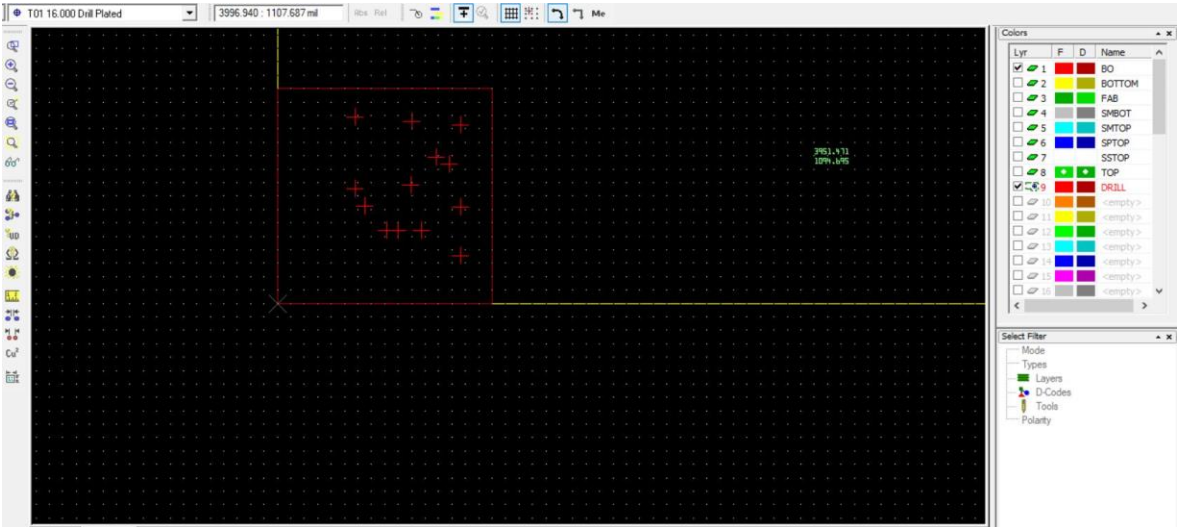 T01 16.000 Drill Plated
3996.940 : 1107.687 mil
Abs Rel
Me
3951.471
1094.695
UD
Cu²
Colors
Lyr F D Name
1 BO
2 BOTTOM
3 FAB
4 SMBOT
5 SMTOP
6 SPTOP
7 SSTOP
8 TOP
9 DRILL
10 <empty>
11 <empty>
12 <empty>
13 <empty>
14 <empty>
15 <empty>
16 <empty>
Select Filter
Mode
Types
Layers
D-Codes
Tools
Polarity